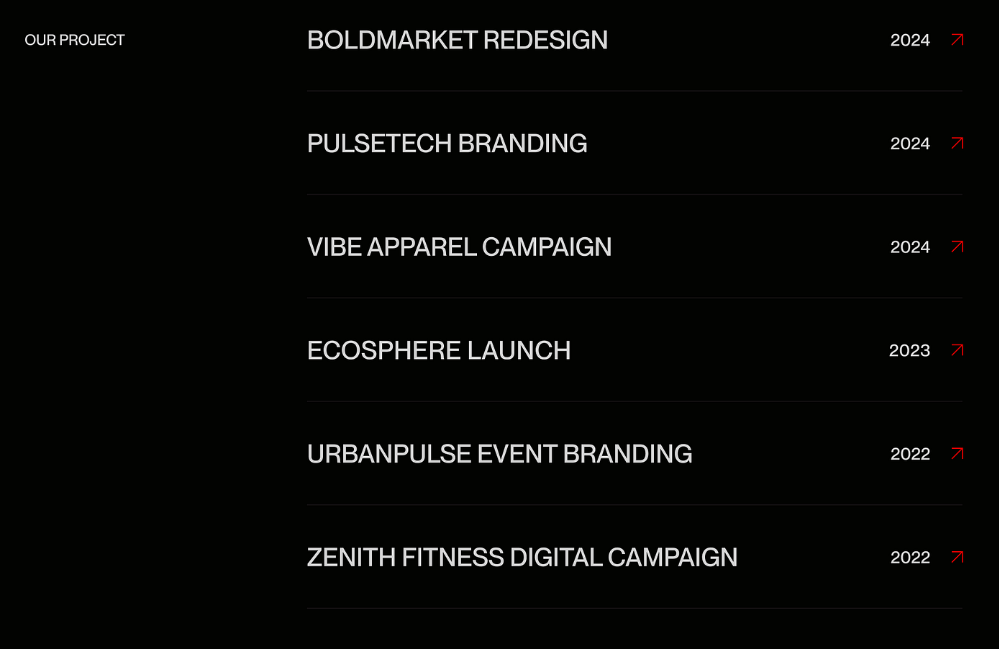 OUR PROJECT
BOLDMARKET REDESIGN 2024
PULSETECH BRANDING 2024
VIBE APPAREL CAMPAIGN 2024
ECOSPHERE LAUNCH 2023
URBANPULSE EVENT BRANDING 2022
ZENITH FITNESS DIGITAL CAMPAIGN 2022